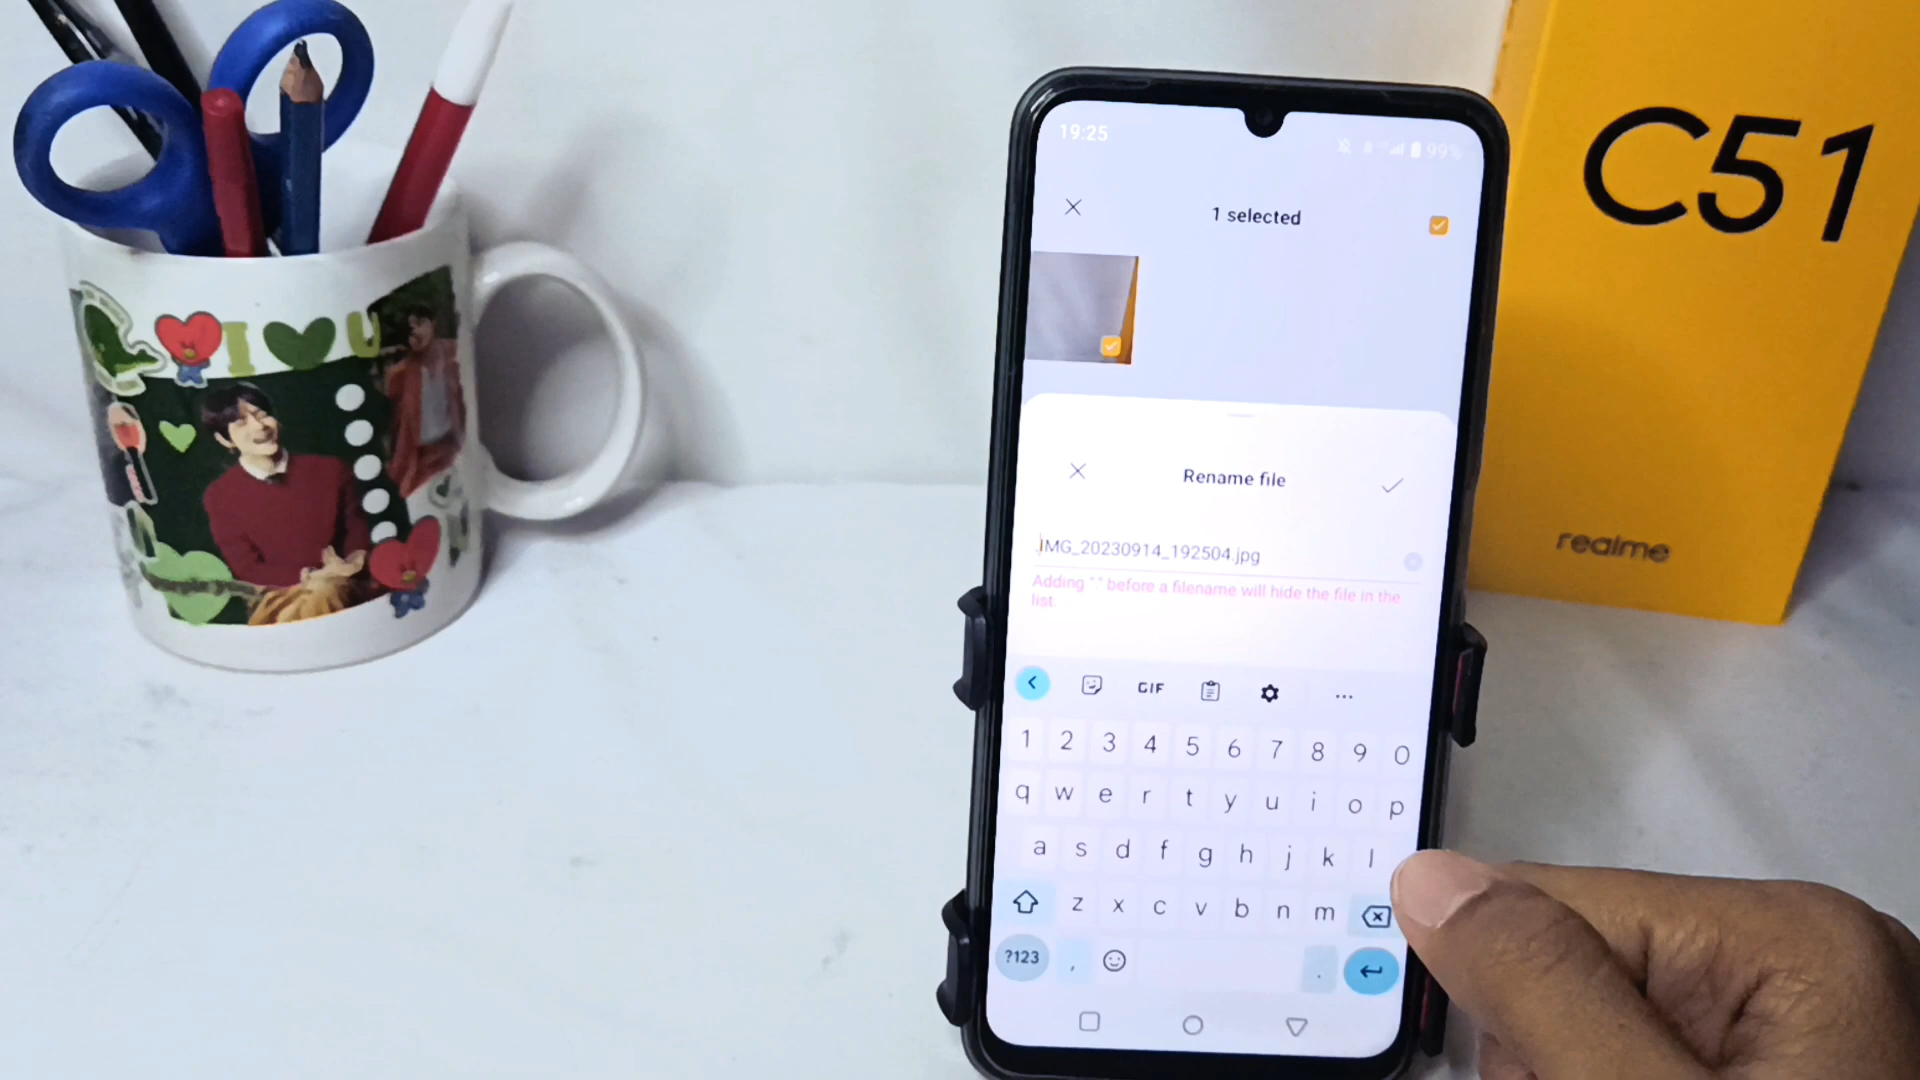 I U
19:25
99%
1 selected
Rename file
.IMG_20230914_192504.jpg
Adding "." before a filename will hide the file in the
list.
GIF
1 2 3 4 5 6 7 8 9 0
q w e r t y u i o p
a s d f g h j k l
z x c v b n m
?123 , .
C51
realme